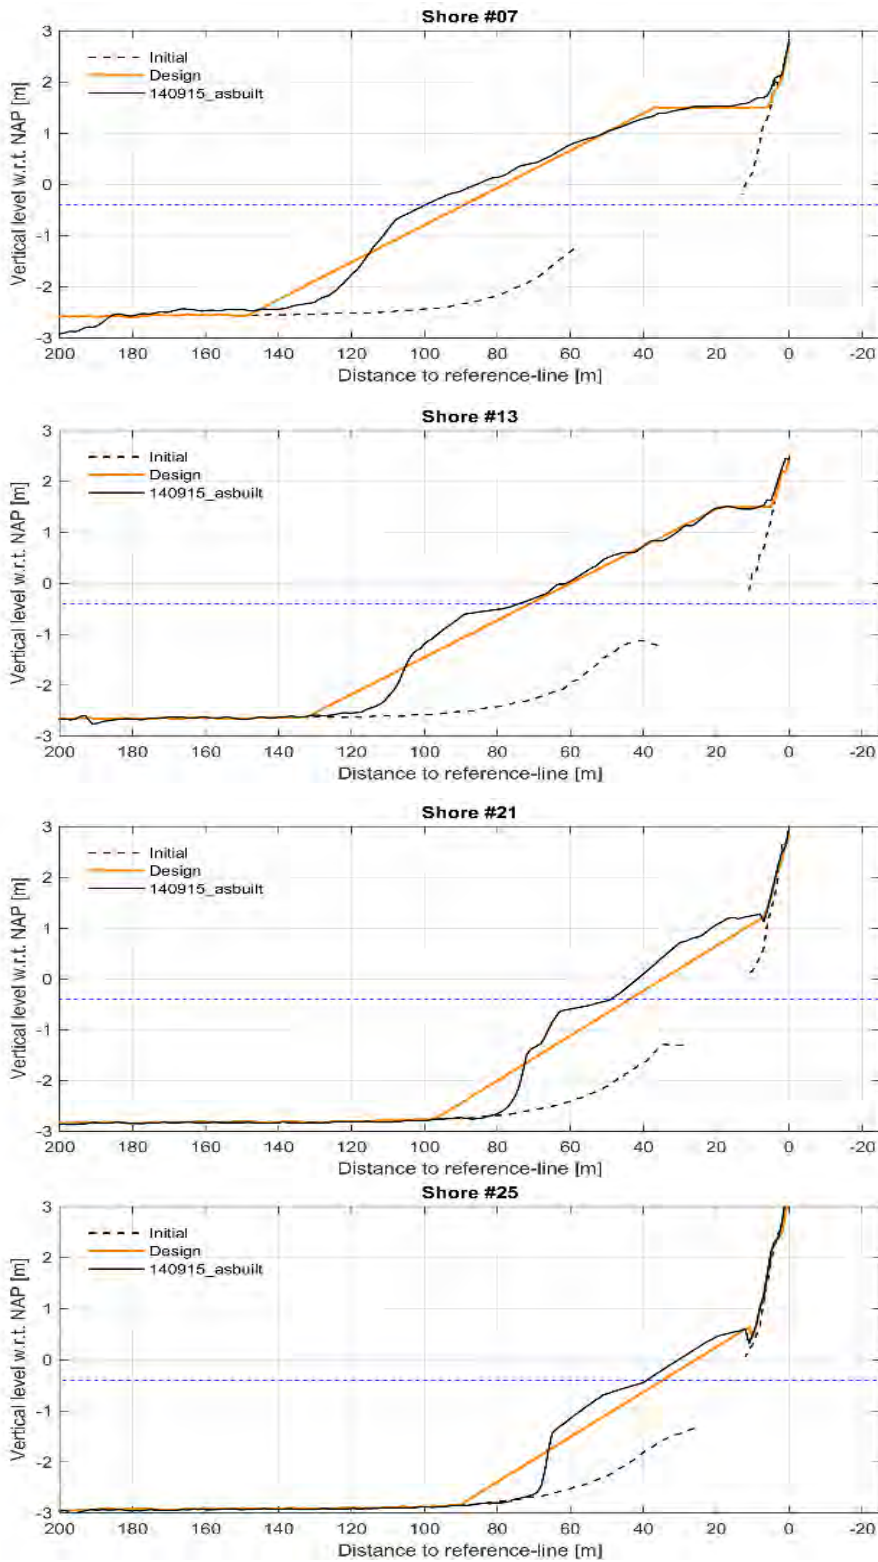 Shore #07
Initial
Design
140915_asbuilt
Vertical level w.r.t. NAP [m]
3
2
1
0
-1
-2
-3
200 180 160 140 120 100 80 60 40 20 0 -20
Distance to reference-line [m]
Shore #13
Initial
Design
140915_asbuilt
Vertical level w.r.t. NAP [m]
3
2
1
0
-1
-2
-3
200 180 160 140 120 100 80 60 40 20 0 -20
Distance to reference-line [m]
Shore #21
Initial
Design
140915_asbuilt
Vertical level w.r.t. NAP [m]
3
2
1
0
-1
-2
-3
200 180 160 140 120 100 80 60 40 20 0 -20
Distance to reference-line [m]
Shore #25
Initial
Design
140915_asbuilt
Vertical level w.r.t. NAP [m]
3
2
1
0
-1
-2
-3
200 180 160 140 120 100 80 60 40 20 0 -20
Distance to reference-line [m]